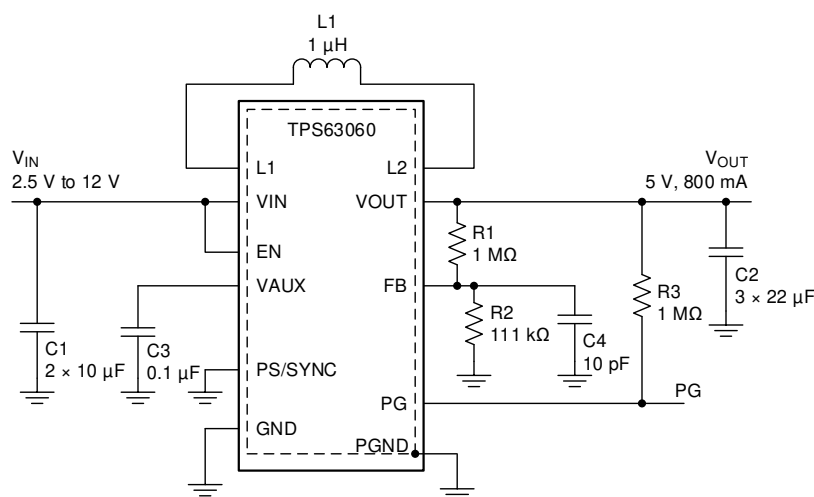 L1
1 µH
TPS63060
V_IN
2.5 V to 12 V
L1
L2
V_OUT
5 V, 800 mA
VIN
VOUT
EN
R1
1 MΩ
VAUX
FB
R2
111 kΩ
C4
10 pF
R3
1 MΩ
C2
3 × 22 µF
C1
2 × 10 µF
C3
0.1 µF
PS/SYNC
PG
PG
GND
PGND